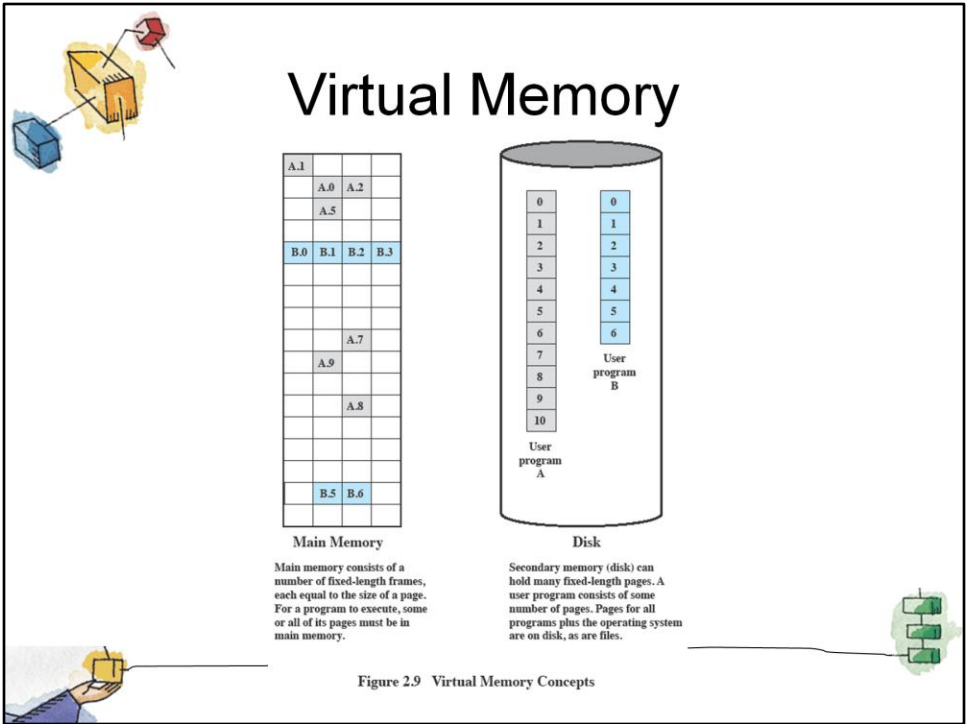 Virtual Memory
A.1
A.0 A.2
A.5
B.0 B.1 B.2 B.3
A.7
A.9
A.8
B.5 B.6
Main Memory
Main memory consists of a
number of fixed-length frames,
each equal to the size of a page.
For a program to execute, some
or all of its pages must be in
main memory.
0
1
2
3
4
5
6
7
8
9
10
User
program
A
0
1
2
3
4
5
6
User
program
B
Disk
Secondary memory (disk) can
hold many fixed-length pages. A
user program consists of some
number of pages. Pages for all
programs plus the operating system
are on disk, as are files.
Figure 2.9 Virtual Memory Concepts